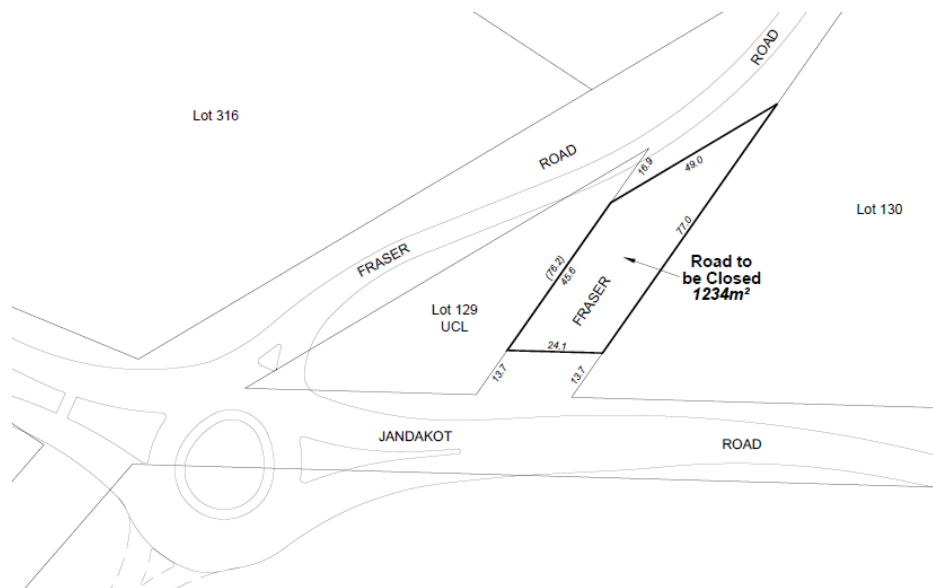 ROAD
Lot 316
ROAD
16.9
49.0
Lot 130
77.0
FRASER
(76.2)
45.6
Road to
be Closed
1234m²
FRASER
Lot 129
UCL
24.1
13.7
13.7
JANDAKOT
ROAD